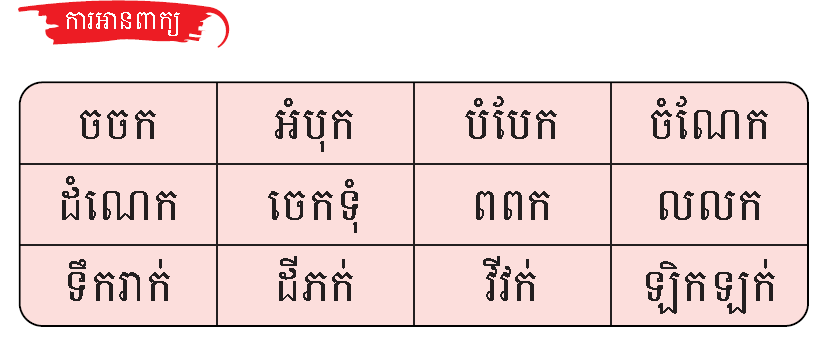 ការអានពាក្យ
ចចក អំបុក បំបែក ចំណែក
ដំណេក ចេកទុំ ពពក លលក
ទឹករាក់ ដីភក់ វីវក់ ឡិកឡក់